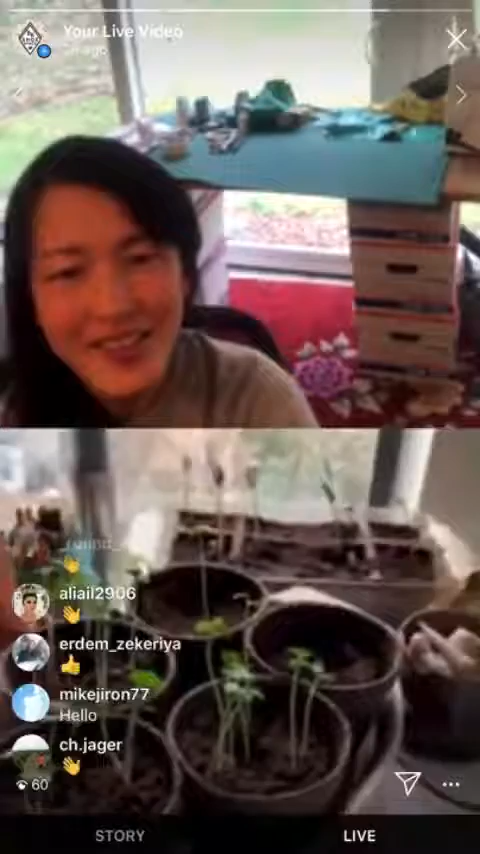 Your Live Video
aliail2906
👋
erdem_zekeriya
👍
mikejiron77
Hello
ch.jager
👋
60
STORY
LIVE